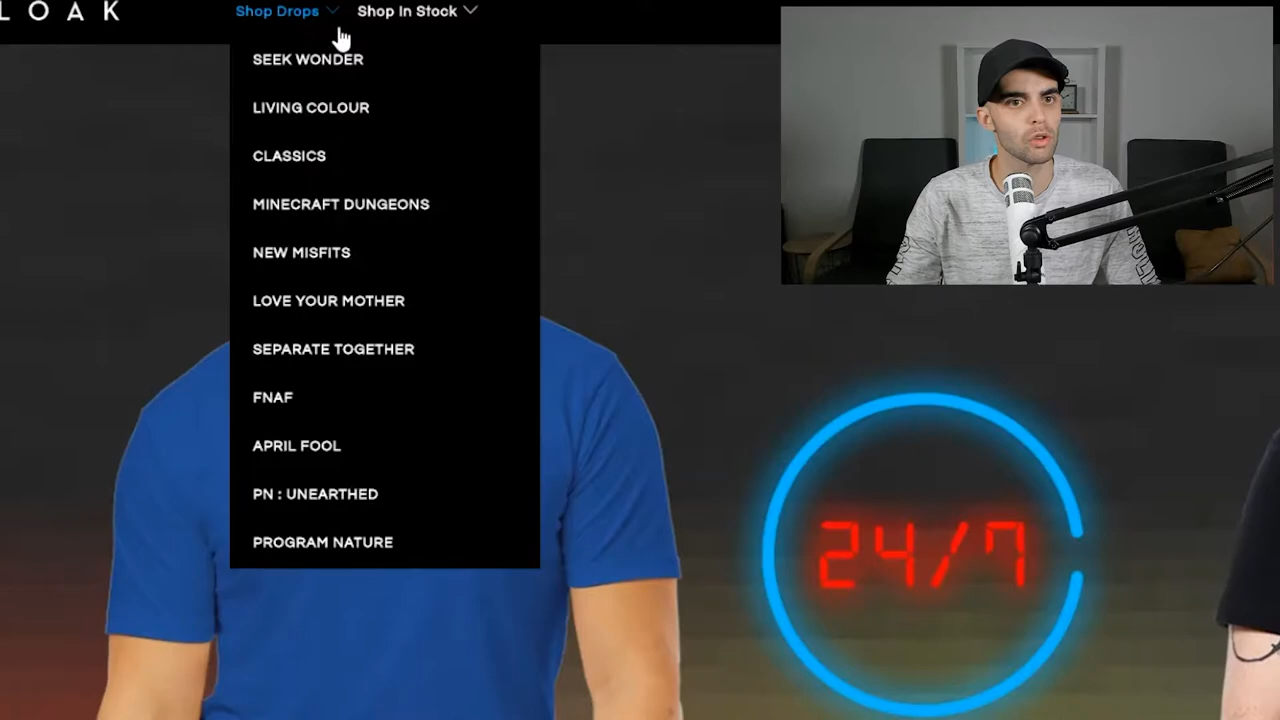 LOAK
Shop Drops
Shop In Stock
SEEK WONDER
LIVING COLOUR
CLASSICS
MINECRAFT DUNGEONS
NEW MISFITS
LOVE YOUR MOTHER
SEPARATE TOGETHER
FNAF
APRIL FOOL
PN : UNEARTHED
PROGRAM NATURE
24/7